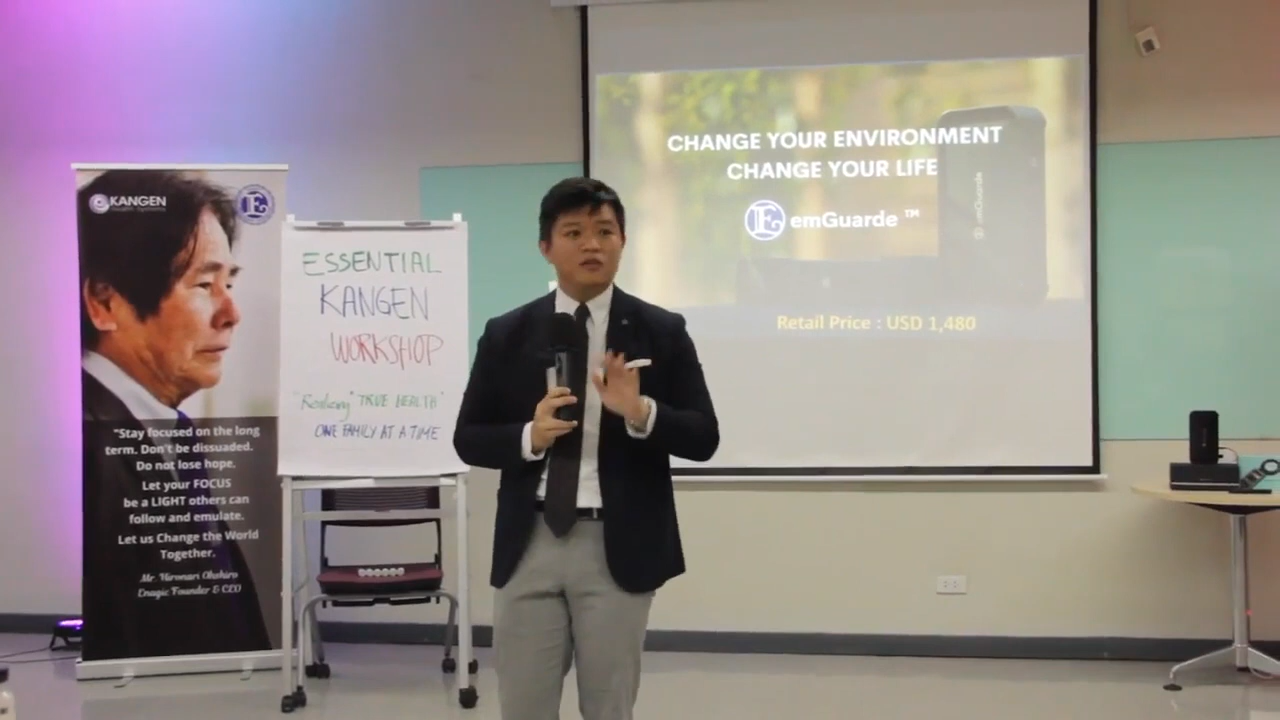 KANGEN
"Stay focused on the long
term. Don't be dissuaded.
Do not lose hope.
Let your FOCUS
be a LIGHT others can
follow and emulate.
Let us Change the World
Together.
Mr. Hironari Ohshiro
Enagic Founder & CEO
ESSENTIAL
KANGEN
WORKSHOP
"Realizing" TRUE HEALTH"
ONE FAMILY AT A TIME
CHANGE YOUR ENVIRONMENT
CHANGE YOUR LIFE
E emGuarde ™
emGuarde
Retail Price : USD 1,480